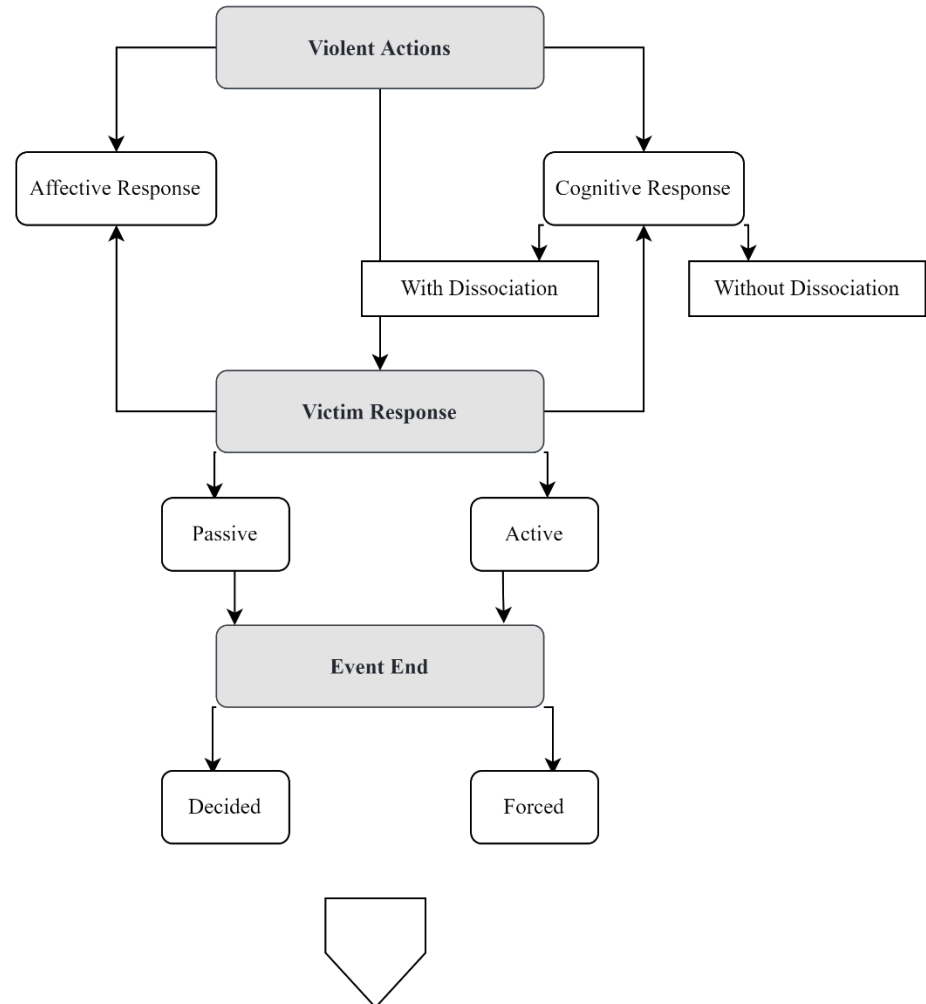 Violent Actions
Affective Response
Cognitive Response
With Dissociation
Without Dissociation
Victim Response
Passive
Active
Event End
Decided
Forced